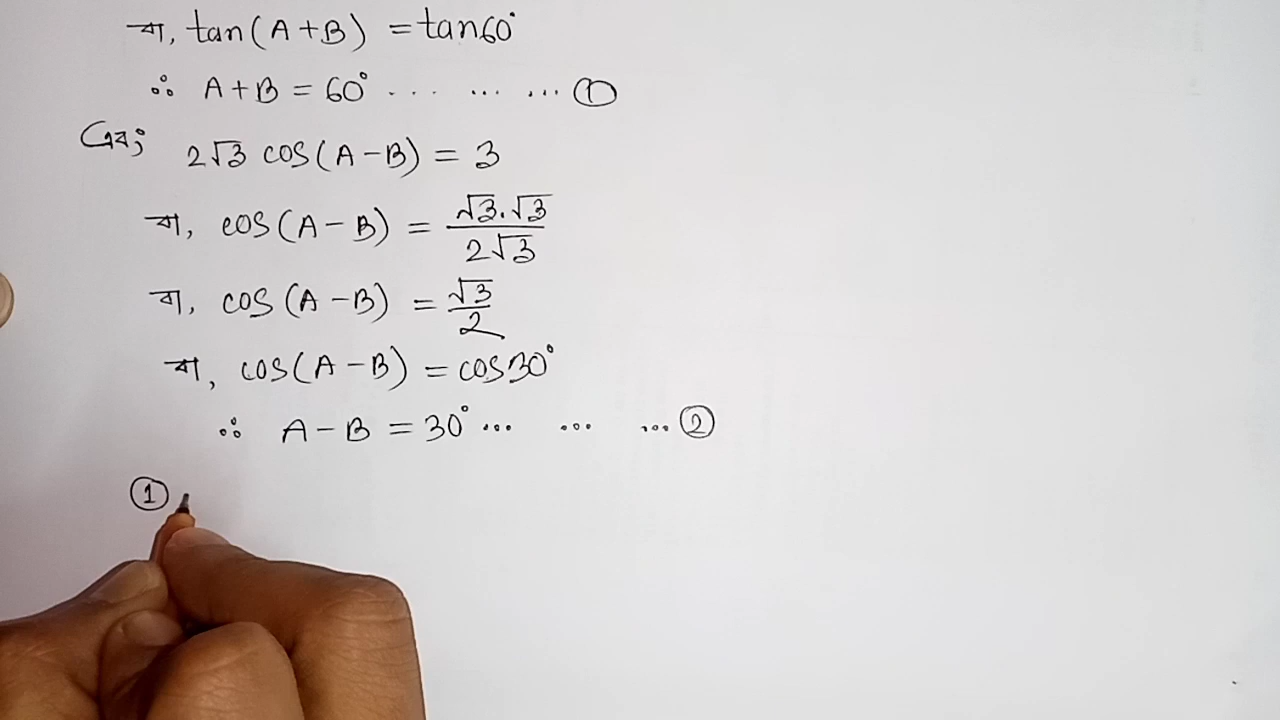 বা, tan(A+B) = tan60°
∴ A+B = 60° ... ... ... ①
এবং 2√3 cos(A-B) = 3
বা, cos(A-B) = √3.√3/2√3
বা, cos(A-B) = √3/2
বা, cos(A-B) = cos30°
∴ A-B = 30° ... ... ... ②
①